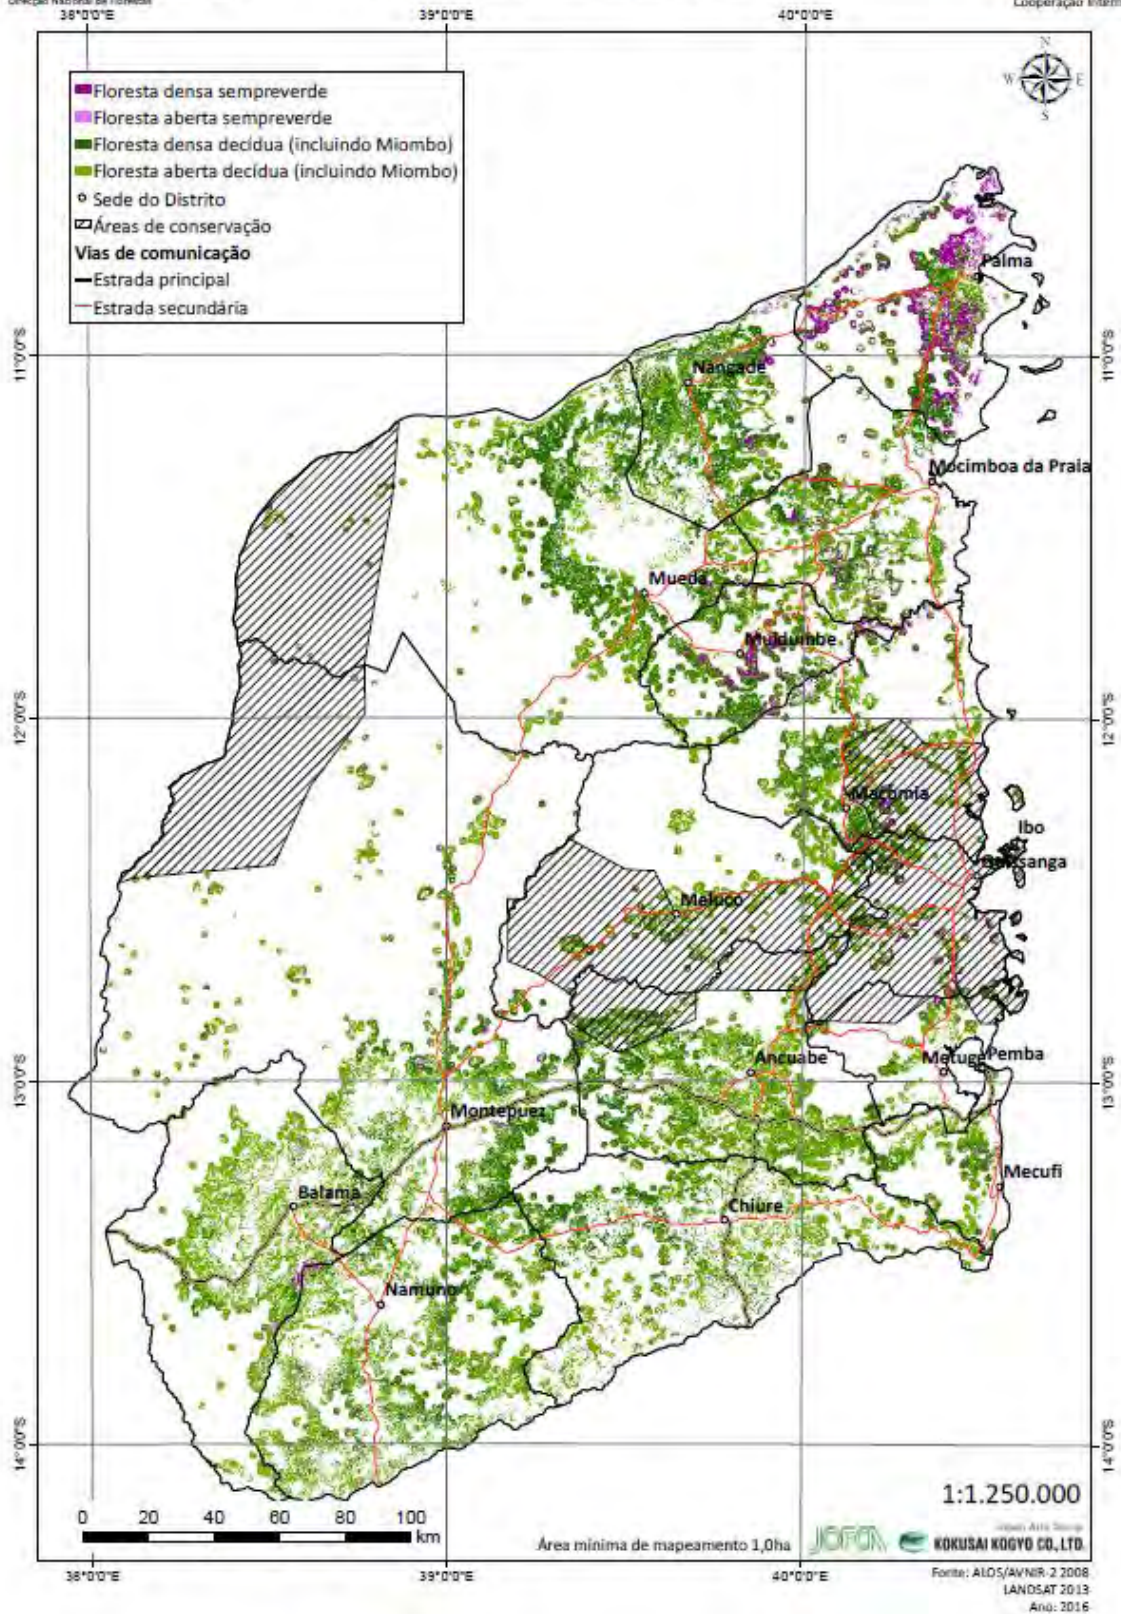 Direcção Nacional de Florestas
38°0'0"E
39°0'0"E
40°0'0"E
N
W
E
S
Floresta densa sempreverde
Floresta aberta sempreverde
Floresta densa decídua (incluindo Miombo)
Floresta aberta decídua (incluindo Miombo)
Sede do Distrito
Áreas de conservação
Vias de comunicação
Estrada principal
Estrada secundária
Palma
11°0'0"S
11°0'0"S
Nangade
Mocimboa da Praia
Mueda
Muidumbe
12°0'0"S
12°0'0"S
Macomia
Ibo
Meluco
Ancuabe
Metuge
Pemba
13°0'0"S
13°0'0"S
Montepuez
Mecufi
Balama
Chiure
Namuno
14°0'0"S
14°0'0"S
1:1.250.000
0 20 40 60 80 100
km
Área mínima de mapeamento 1,0ha
JOFCA
KOKUSAI KOGYO CO., LTD.
38°0'0"E
39°0'0"E
40°0'0"E
Fonte: ALOS/AVNIR-2 2008
LANDSAT 2013
Ano: 2016